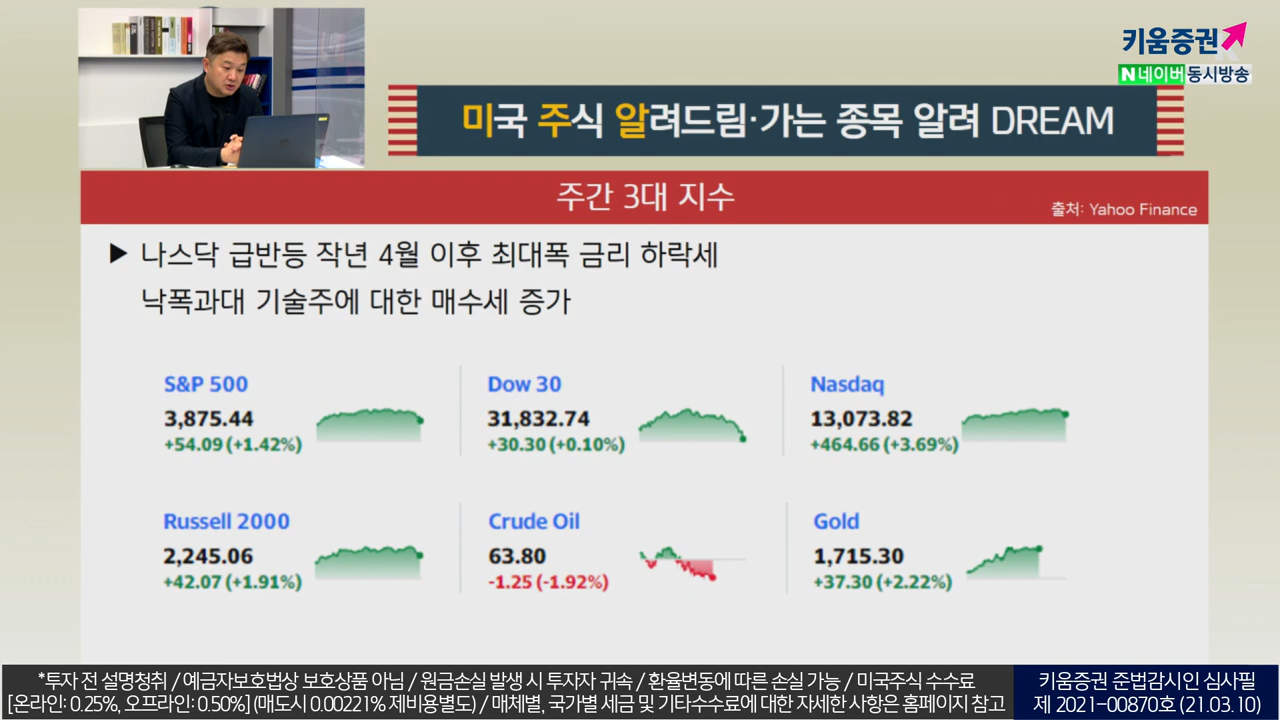 키움증권
N 네이버 동시방송
미국 주식 알려드림·가는 종목 알려 DREAM
주간 3대 지수
출처: Yahoo Finance
▶ 나스닥 급반등 작년 4월 이후 최대폭 금리 하락세
낙폭과대 기술주에 대한 매수세 증가
S&P 500
3,875.44
+54.09 (+1.42%)
Dow 30
31,832.74
+30.30 (+0.10%)
Nasdaq
13,073.82
+464.66 (+3.69%)
Russell 2000
2,245.06
+42.07 (+1.91%)
Crude Oil
63.80
-1.25 (-1.92%)
Gold
1,715.30
+37.30 (+2.22%)
*투자 전 설명청취 / 예금자보호법상 보호상품 아님 / 원금손실 발생 시 투자자 귀속 / 환율변동에 따른 손실 가능 / 미국주식 수수료
[온라인: 0.25%, 오프라인: 0.50%] (매도시 0.00221% 제비용별도) / 매체별, 국가별 세금 및 기타수수료에 대한 자세한 사항은 홈페이지 참고
키움증권 준법감시인 심사필
제 2021-00870호 (21.03.10)